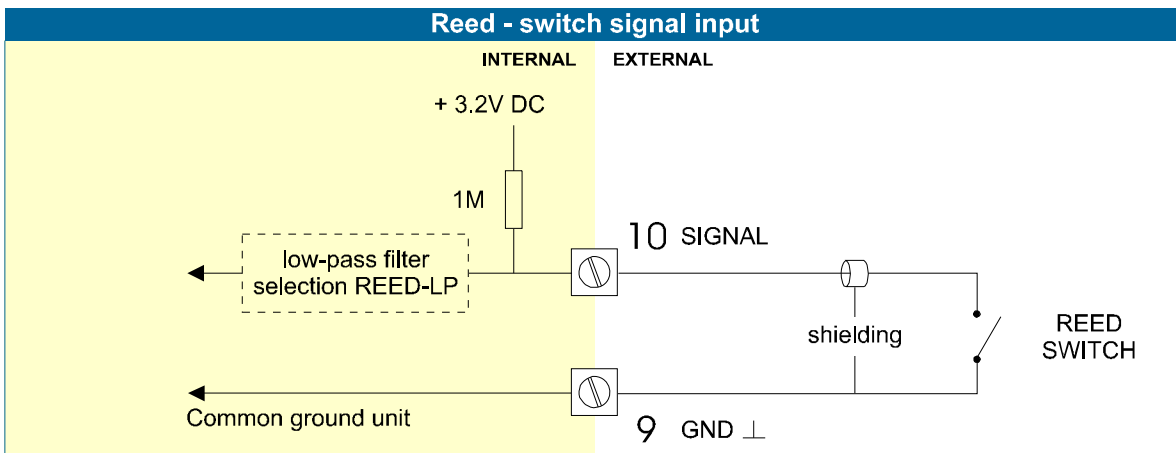 Reed - switch signal input
INTERNAL
EXTERNAL
+ 3.2V DC
1M
10 SIGNAL
low-pass filter
selection REED-LP
shielding
REED
SWITCH
Common ground unit
9 GND ⊥